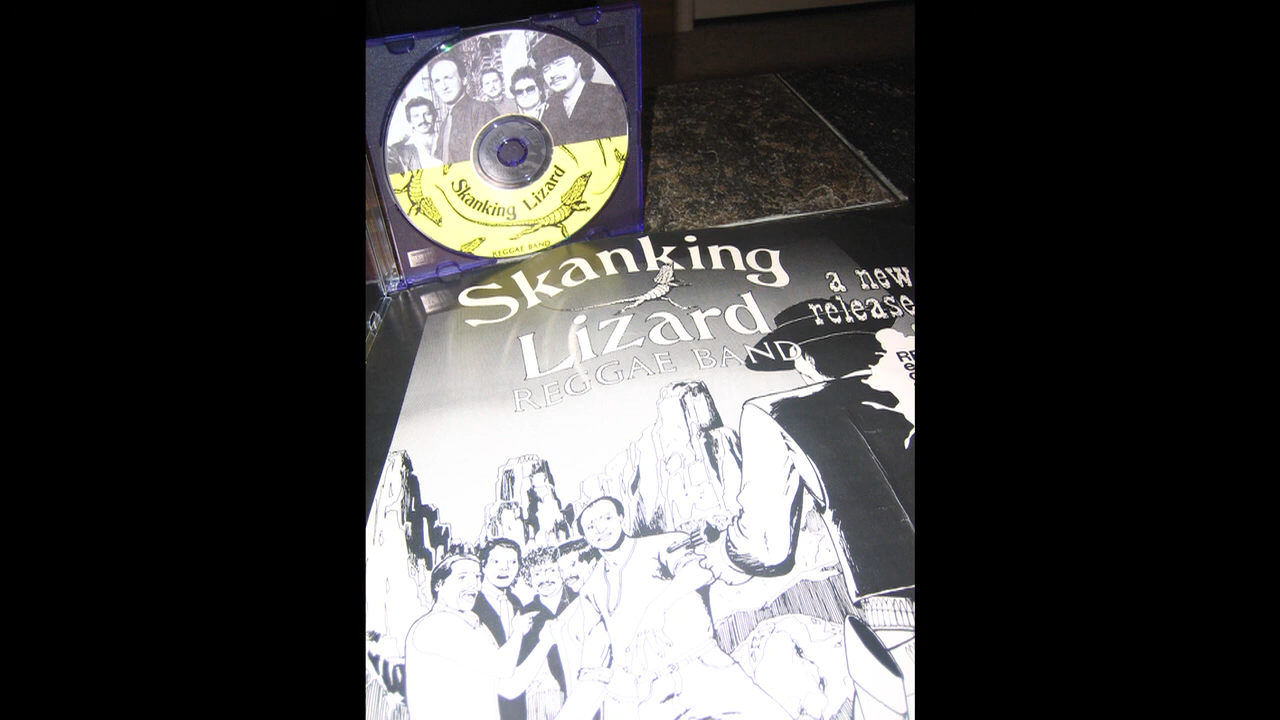 Skanking Lizard
REGGAE BAND
Skanking
Lizard
REGGAE BAND
a new
release